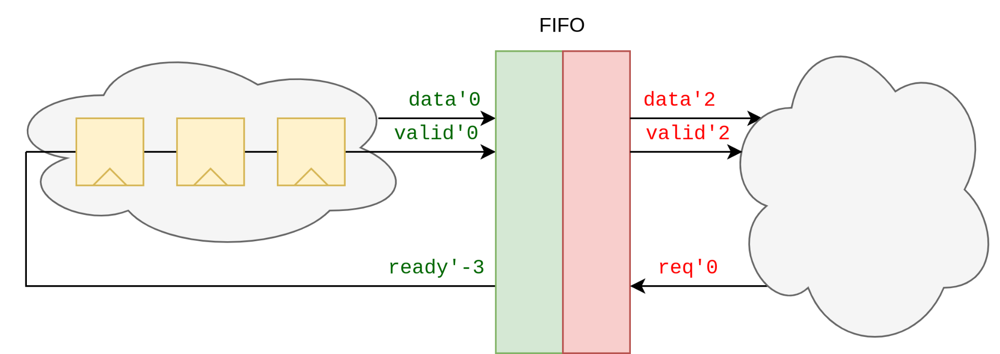 FIFO
data'0
valid'0
ready'-3
data'2
valid'2
req'0